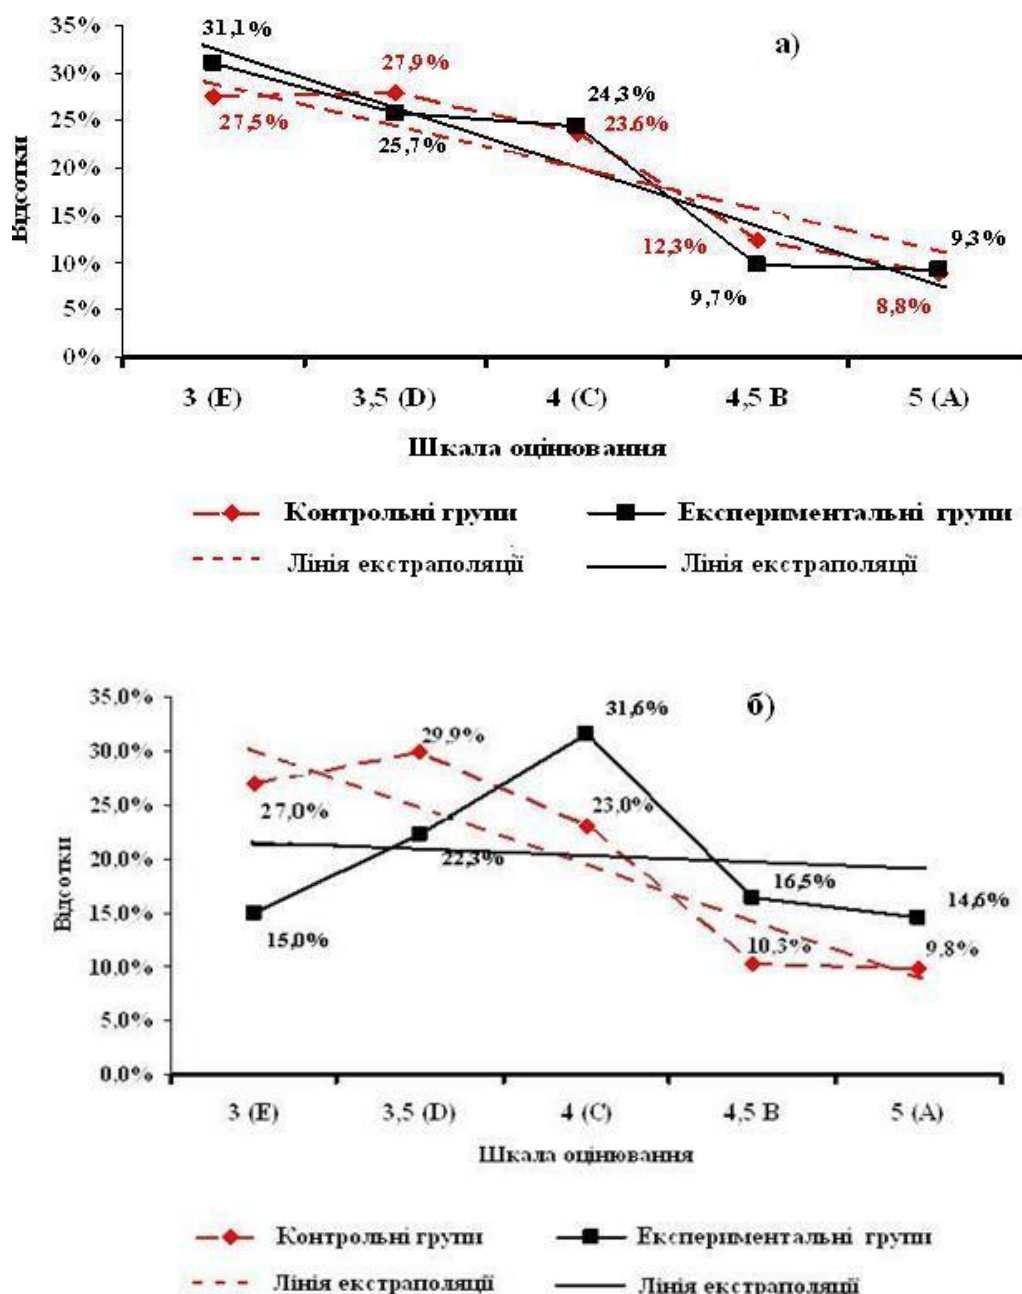 35%
31,1%
а)
27,9%
30%
24,3%
25%
27,5%
23.6%
25,7%
20%
Відсотки
15%
12,3%
9,3%
10%
9,7%
8,8%
5%
0%
3 (E)
3,5 (D)
4 (C)
4,5 B
5 (A)
Шкала оцінювання
Контрольні групи
Експериментальні групи
Лінія екстраполяції
Лінія екстраполяції
35,0%
б)
31,6%
29,9%
30,0%
27,0%
23,0%
25,0%
20,0%
22,3%
Відсотки
16,5%
14,6%
15,0%
15,0%
10,3%
9,8%
10,0%
5,0%
0,0%
3 (E)
3,5 (D)
4 (C)
4,5 B
5 (A)
Шкала оцінювання
Контрольні групи
Експериментальні групи
Лінія екстраполяції
Лінія екстраполяції